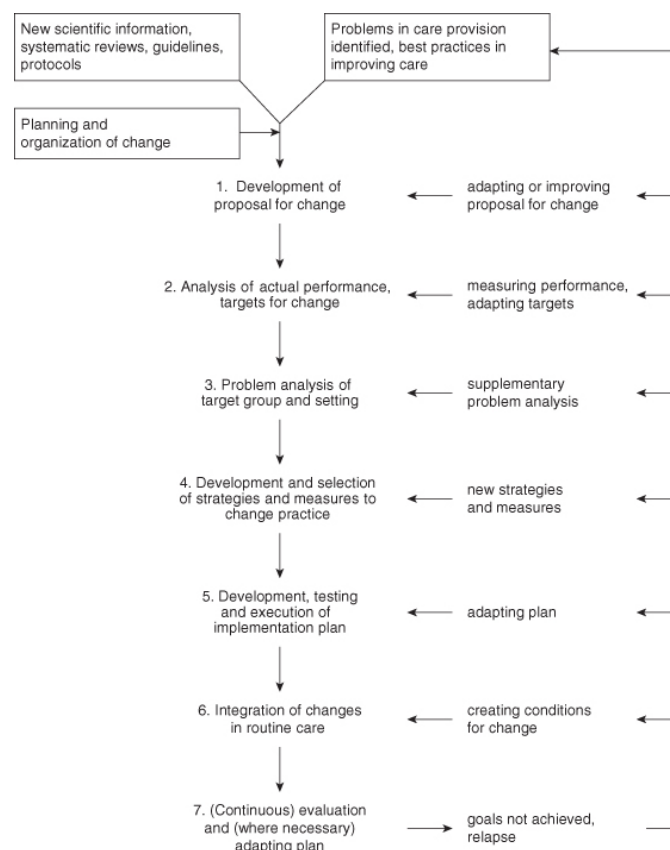 New scientific information,
systematic reviews, guidelines,
protocols
Problems in care provision
identified, best practices in
improving care
Planning and
organization of change
1. Development of
proposal for change
adapting or improving
proposal for change
2. Analysis of actual performance,
targets for change
measuring performance,
adapting targets
3. Problem analysis of
target group and setting
supplementary
problem analysis
4. Development and selection
of strategies and measures to
change practice
new strategies
and measures
5. Development, testing
and execution of
implementation plan
adapting plan
6. Integration of changes
in routine care
creating conditions
for change
7. (Continuous) evaluation
and (where necessary)
adapting plan
goals not achieved,
relapse